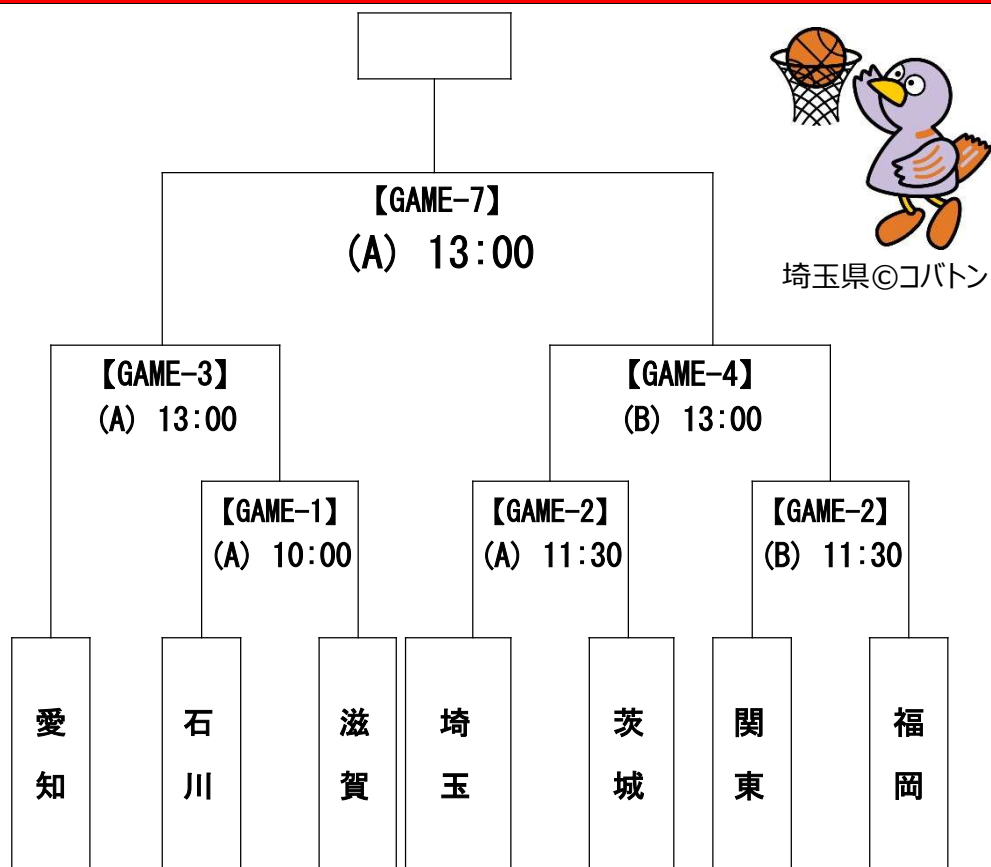 【GAME-7】
(A) 13:00
埼玉県©コバトン
【GAME-3】
(A) 13:00
【GAME-4】
(B) 13:00
【GAME-1】
(A) 10:00
【GAME-2】
(A) 11:30
【GAME-2】
(B) 11:30
愛知
石川
滋賀
埼玉
茨城
関東
福岡